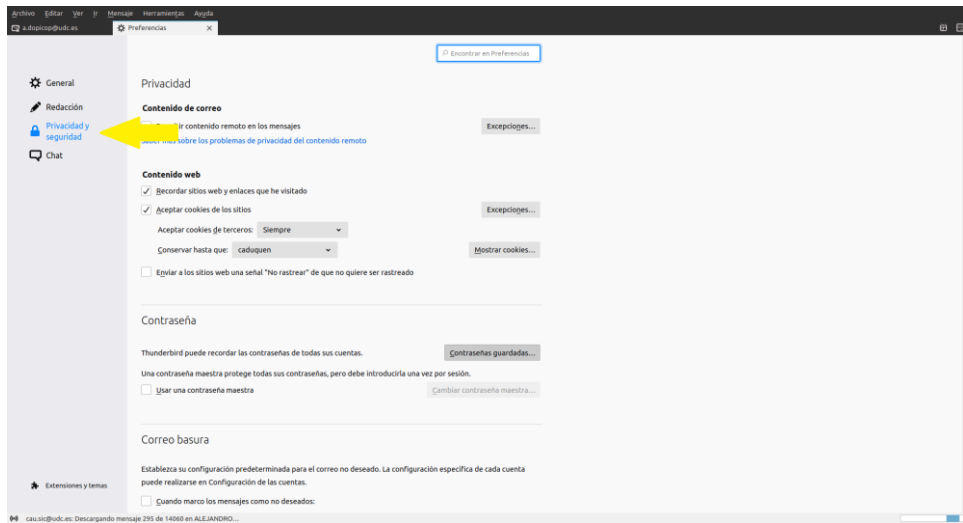 Archivo Editar Ver Ir Mensaje Herramientas Ayuda
a.dopicop@udc.es Preferencias
Encontrar en Preferencias
General
Redacción
Privacidad y
seguridad
Chat
Extensiones y temas
Privacidad
Contenido de correo
contenido remoto en los mensajes Excepciones...
Saber más sobre los problemas de privacidad del contenido remoto
Contenido web
Recordar sitios web y enlaces que he visitado
Aceptar cookies de los sitios Excepciones...
Aceptar cookies de terceros: Siempre
Conservar hasta que: caduquen Mostrar cookies...
Enviar a los sitios web una señal "No rastrear" de que no quiere ser rastreado
Contraseña
Thunderbird puede recordar las contraseñas de todas sus cuentas. Contraseñas guardadas...
Una contraseña maestra protege todas sus contraseñas, pero debe introducirla una vez por sesión.
Usar una contraseña maestra Cambiar contraseña maestra...
Correo basura
Establezca su configuración predeterminada para el correo no deseado. La configuración específica de cada cuenta
puede realizarse en Configuración de las cuentas.
Cuando marco los mensajes como no deseados:
cau.sic@udc.es: Descargando mensaje 295 de 14060 en ALEJANDRO...